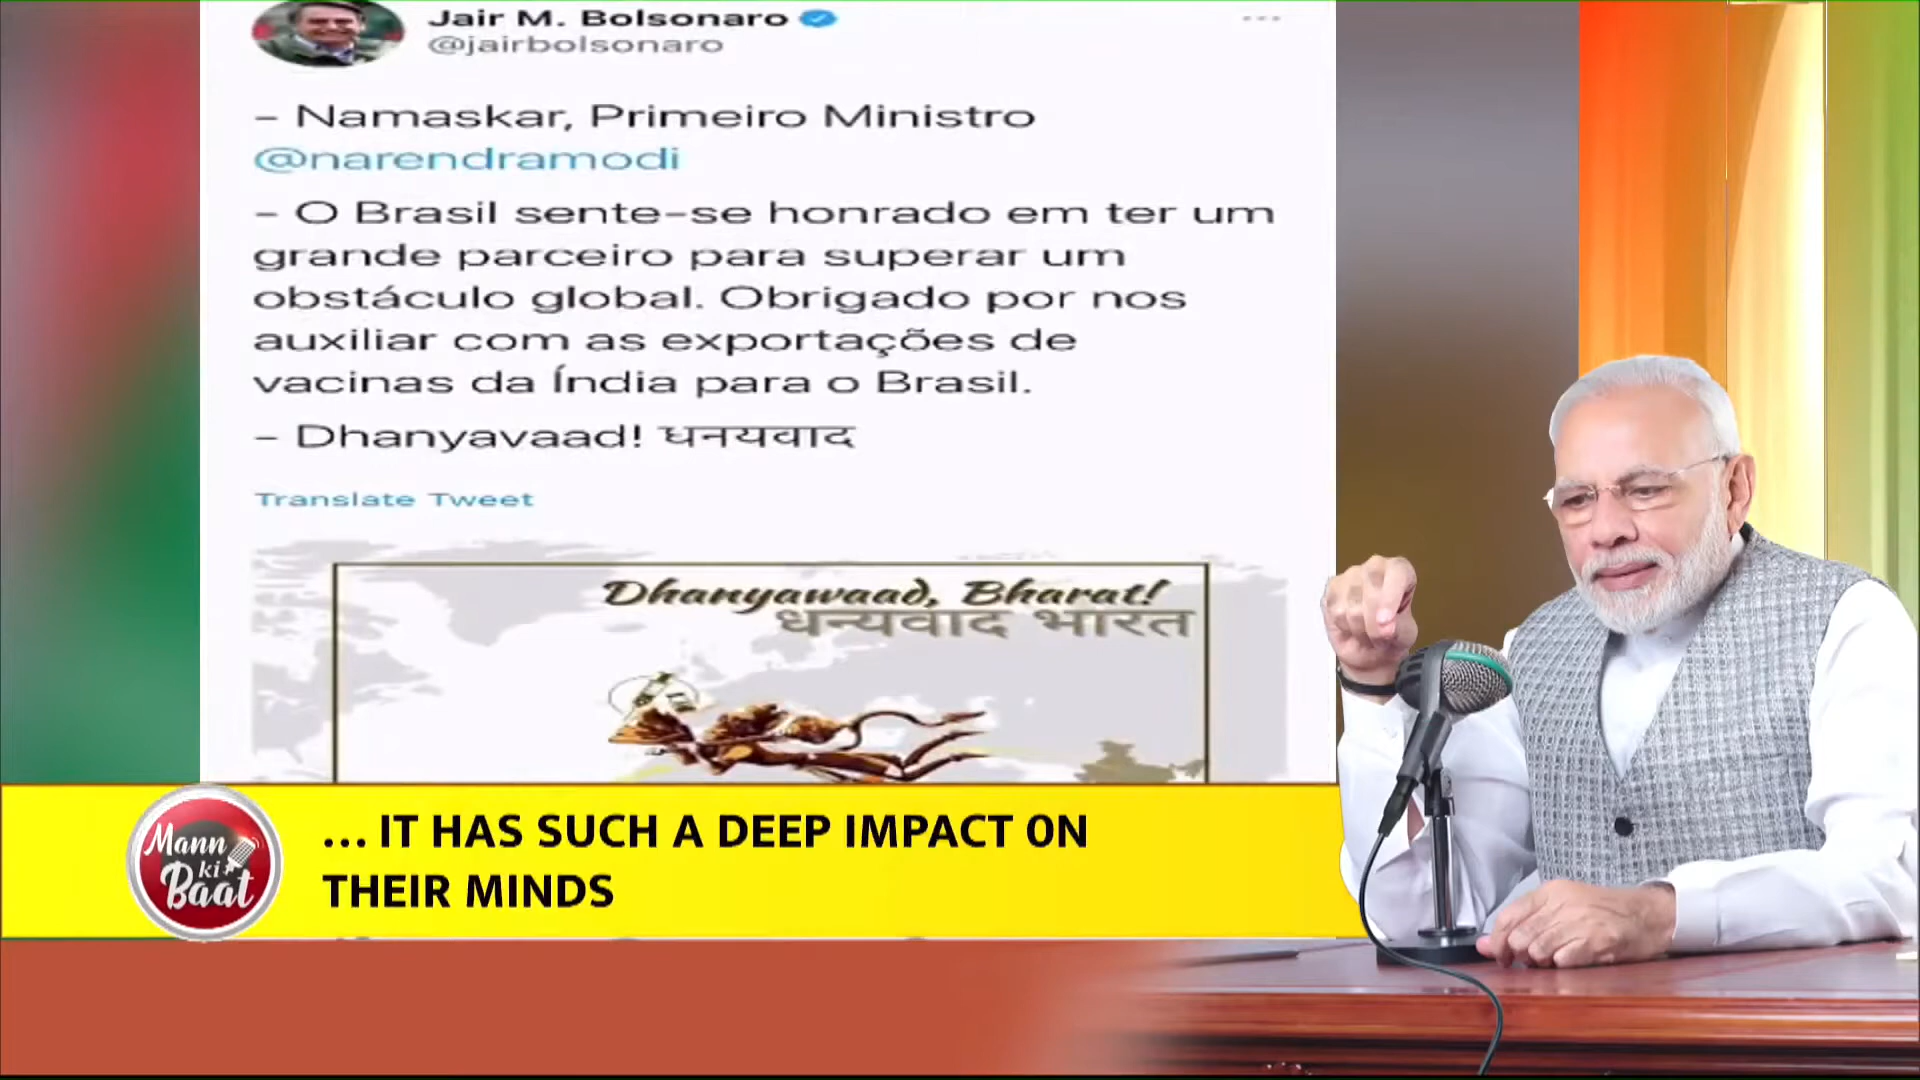 Jair M. Bolsonaro
@jairbolsonaro
– Namaskar, Primeiro Ministro
@narendramodi
– O Brasil sente-se honrado em ter um
grande parceiro para superar um
obstáculo global. Obrigado por nos
auxiliar com as exportações de
vacinas da Índia para o Brasil.
– Dhanyavaad! धनयवाद
Translate Tweet
Dhanyawaad, Bharat!
धन्यवाद भारत
Mann
ki
Baat
... IT HAS SUCH A DEEP IMPACT 0N
THEIR MINDS